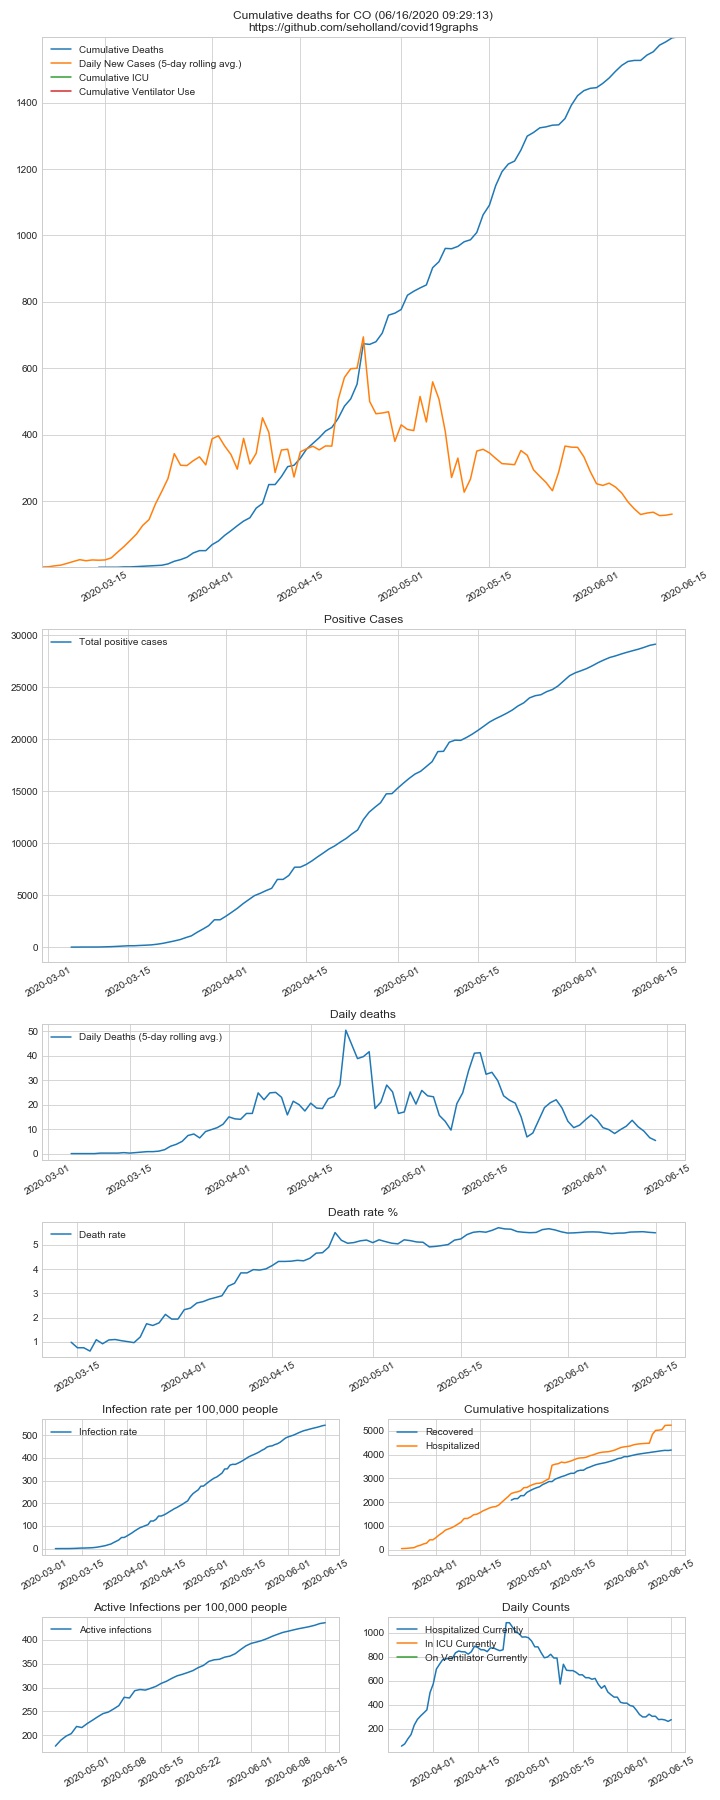 Cumulative deaths for CO (06/16/2020 09:29:13)
https://github.com/seholland/covid19graphs
Cumulative Deaths
Daily New Cases (5-day rolling avg.)
Cumulative ICU
Cumulative Ventilator Use
1400
1200
1000
800
600
400
200
2020-03-15 2020-04-01 2020-04-15 2020-05-01 2020-05-15 2020-06-01 2020-06-15
Positive Cases
Total positive cases
30000
25000
20000
15000
10000
5000
0
2020-03-01 2020-03-15 2020-04-01 2020-04-15 2020-05-01 2020-05-15 2020-06-01 2020-06-15
Daily deaths
Daily Deaths (5-day rolling avg.)
50
40
30
20
10
0
2020-03-01 2020-03-15 2020-04-01 2020-04-15 2020-05-01 2020-05-15 2020-06-01 2020-06-15
Death rate %
Death rate
5
4
3
2
1
2020-03-15 2020-04-01 2020-04-15 2020-05-01 2020-05-15 2020-06-01 2020-06-15
Infection rate per 100,000 people
Infection rate
500
400
300
200
100
0
2020-03-01 2020-03-15 2020-04-01 2020-04-15 2020-05-01 2020-05-15 2020-06-01 2020-06-15
Cumulative hospitalizations
Recovered
Hospitalized
5000
4000
3000
2000
1000
0
2020-04-01 2020-04-15 2020-05-01 2020-05-15 2020-06-01 2020-06-15
Active Infections per 100,000 people
Active infections
400
350
300
250
200
2020-05-01 2020-05-08 2020-05-15 2020-05-22 2020-06-01 2020-06-08 2020-06-15
Daily Counts
Hospitalized Currently
In ICU Currently
On Ventilator Currently
1000
800
600
400
200
2020-04-01 2020-04-15 2020-05-01 2020-05-15 2020-06-01 2020-06-15